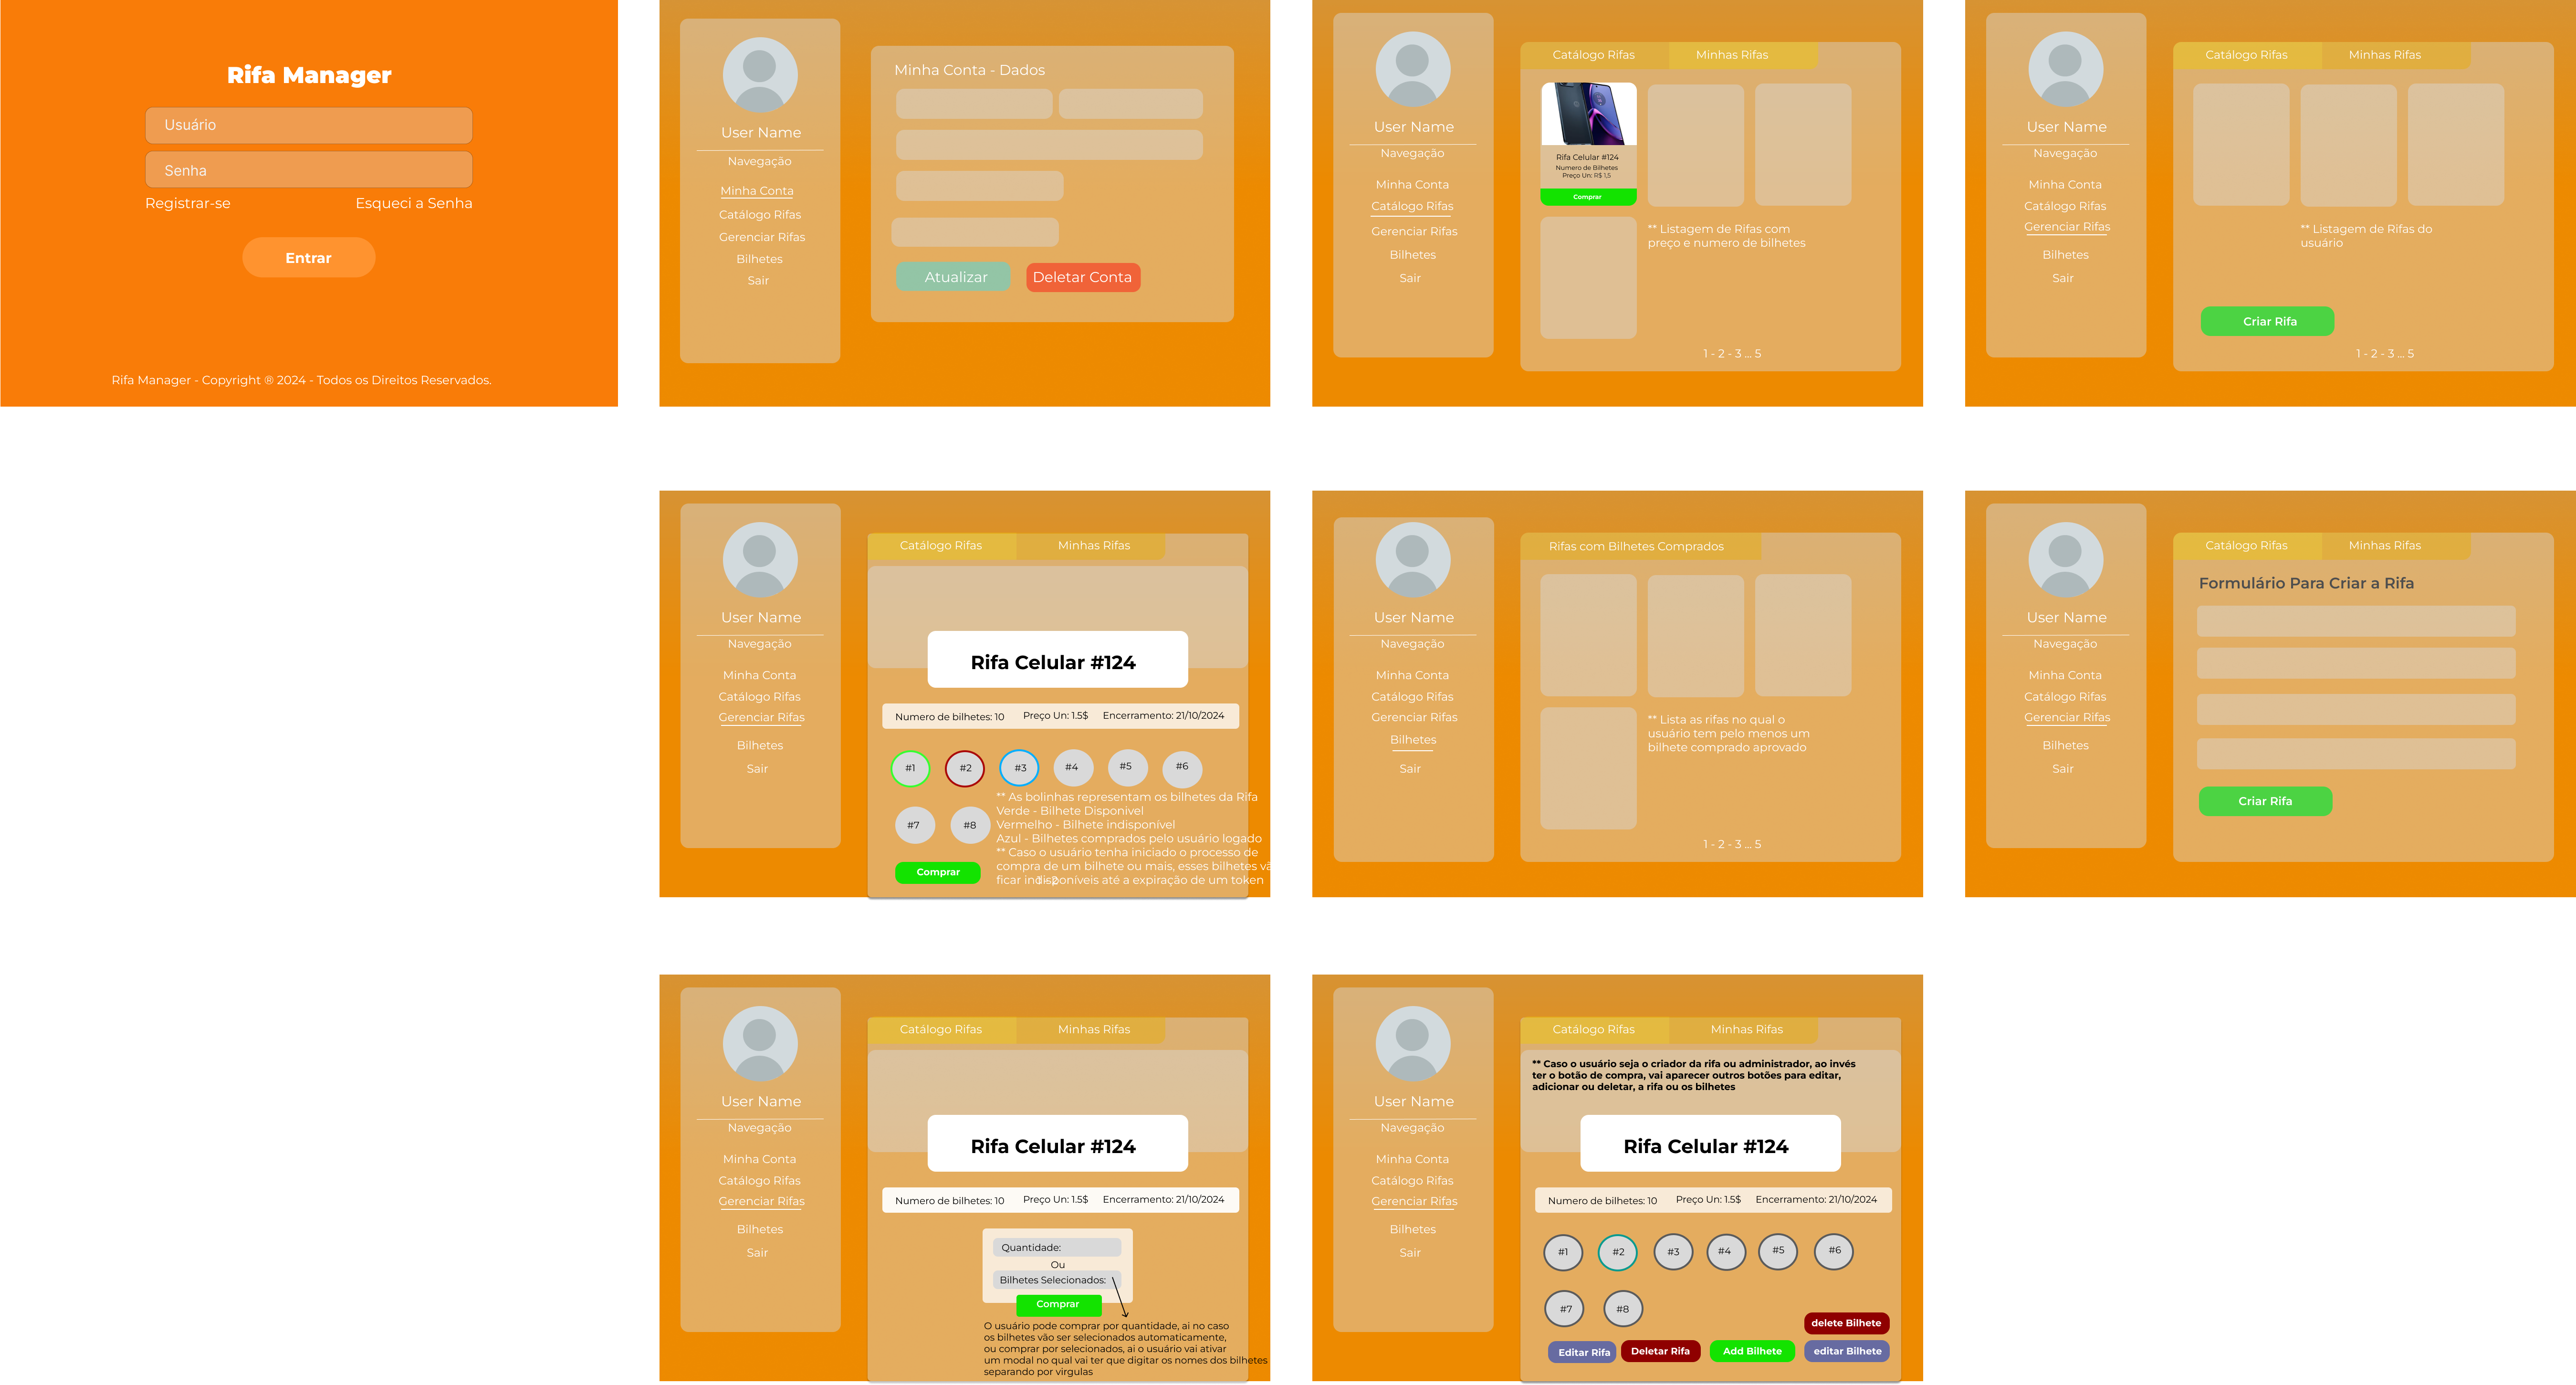 Rifa Manager
Usuário
Senha
Registrar-se
Esqueci a Senha
Entrar
Rifa Manager - Copyright ® 2024 - Todos os Direitos Reservados.
User Name
Navegação
Minha Conta
Catálogo Rifas
Gerenciar Rifas
Bilhetes
Sair
Minha Conta - Dados
Atualizar
Deletar Conta
User Name
Navegação
Minha Conta
Catálogo Rifas
Gerenciar Rifas
Bilhetes
Sair
Catálogo Rifas
Minhas Rifas
Rifa Celular #124
Numero de Bilhetes
Preço Un: R$ 1,5
Comprar
** Listagem de Rifas com
preço e numero de bilhetes
1 - 2 - 3 ... 5
User Name
Navegação
Minha Conta
Catálogo Rifas
Gerenciar Rifas
Bilhetes
Sair
Catálogo Rifas
Minhas Rifas
** Listagem de Rifas do
usuário
Criar Rifa
1 - 2 - 3 ... 5
User Name
Navegação
Minha Conta
Catálogo Rifas
Gerenciar Rifas
Bilhetes
Sair
Catálogo Rifas
Minhas Rifas
Rifa Celular #124
Numero de bilhetes: 10
Preço Un: 1.5$
Encerramento: 21/10/2024
#1
#2
#3
#4
#5
#6
#7
#8
** As bolinhas representam os bilhetes da Rifa
Verde - Bilhete Disponivel
Vermelho - Bilhete indisponível
Azul - Bilhetes comprados pelo usuário logado
** Caso o usuário tenha iniciado o processo de
compra de um bilhete ou mais, esses bilhetes vã
ficar indisponíveis até a expiração de um token
Comprar
1 - 2
User Name
Navegação
Minha Conta
Catálogo Rifas
Gerenciar Rifas
Bilhetes
Sair
Rifas com Bilhetes Comprados
** Lista as rifas no qual o
usuário tem pelo menos um
bilhete comprado aprovado
1 - 2 - 3 ... 5
User Name
Navegação
Minha Conta
Catálogo Rifas
Gerenciar Rifas
Bilhetes
Sair
Catálogo Rifas
Minhas Rifas
Formulário Para Criar a Rifa
Criar Rifa
User Name
Navegação
Minha Conta
Catálogo Rifas
Gerenciar Rifas
Bilhetes
Sair
Catálogo Rifas
Minhas Rifas
Rifa Celular #124
Numero de bilhetes: 10
Preço Un: 1.5$
Encerramento: 21/10/2024
Quantidade:
Ou
Bilhetes Selecionados:
Comprar
O usuário pode comprar por quantidade, ai no caso
os bilhetes vão ser selecionados automaticamente,
ou comprar por selecionados, ai o usuário vai ativar
um modal no qual vai ter que digitar os nomes dos bilhetes
separando por virgulas
User Name
Navegação
Minha Conta
Catálogo Rifas
Gerenciar Rifas
Bilhetes
Sair
Catálogo Rifas
Minhas Rifas
** Caso o usuário seja o criador da rifa ou administrador, ao invés
ter o botão de compra, vai aparecer outros botões para editar,
adicionar ou deletar, a rifa ou os bilhetes
Rifa Celular #124
Numero de bilhetes: 10
Preço Un: 1.5$
Encerramento: 21/10/2024
#1
#2
#3
#4
#5
#6
#7
#8
delete Bilhete
Editar Rifa
Deletar Rifa
Add Bilhete
editar Bilhete